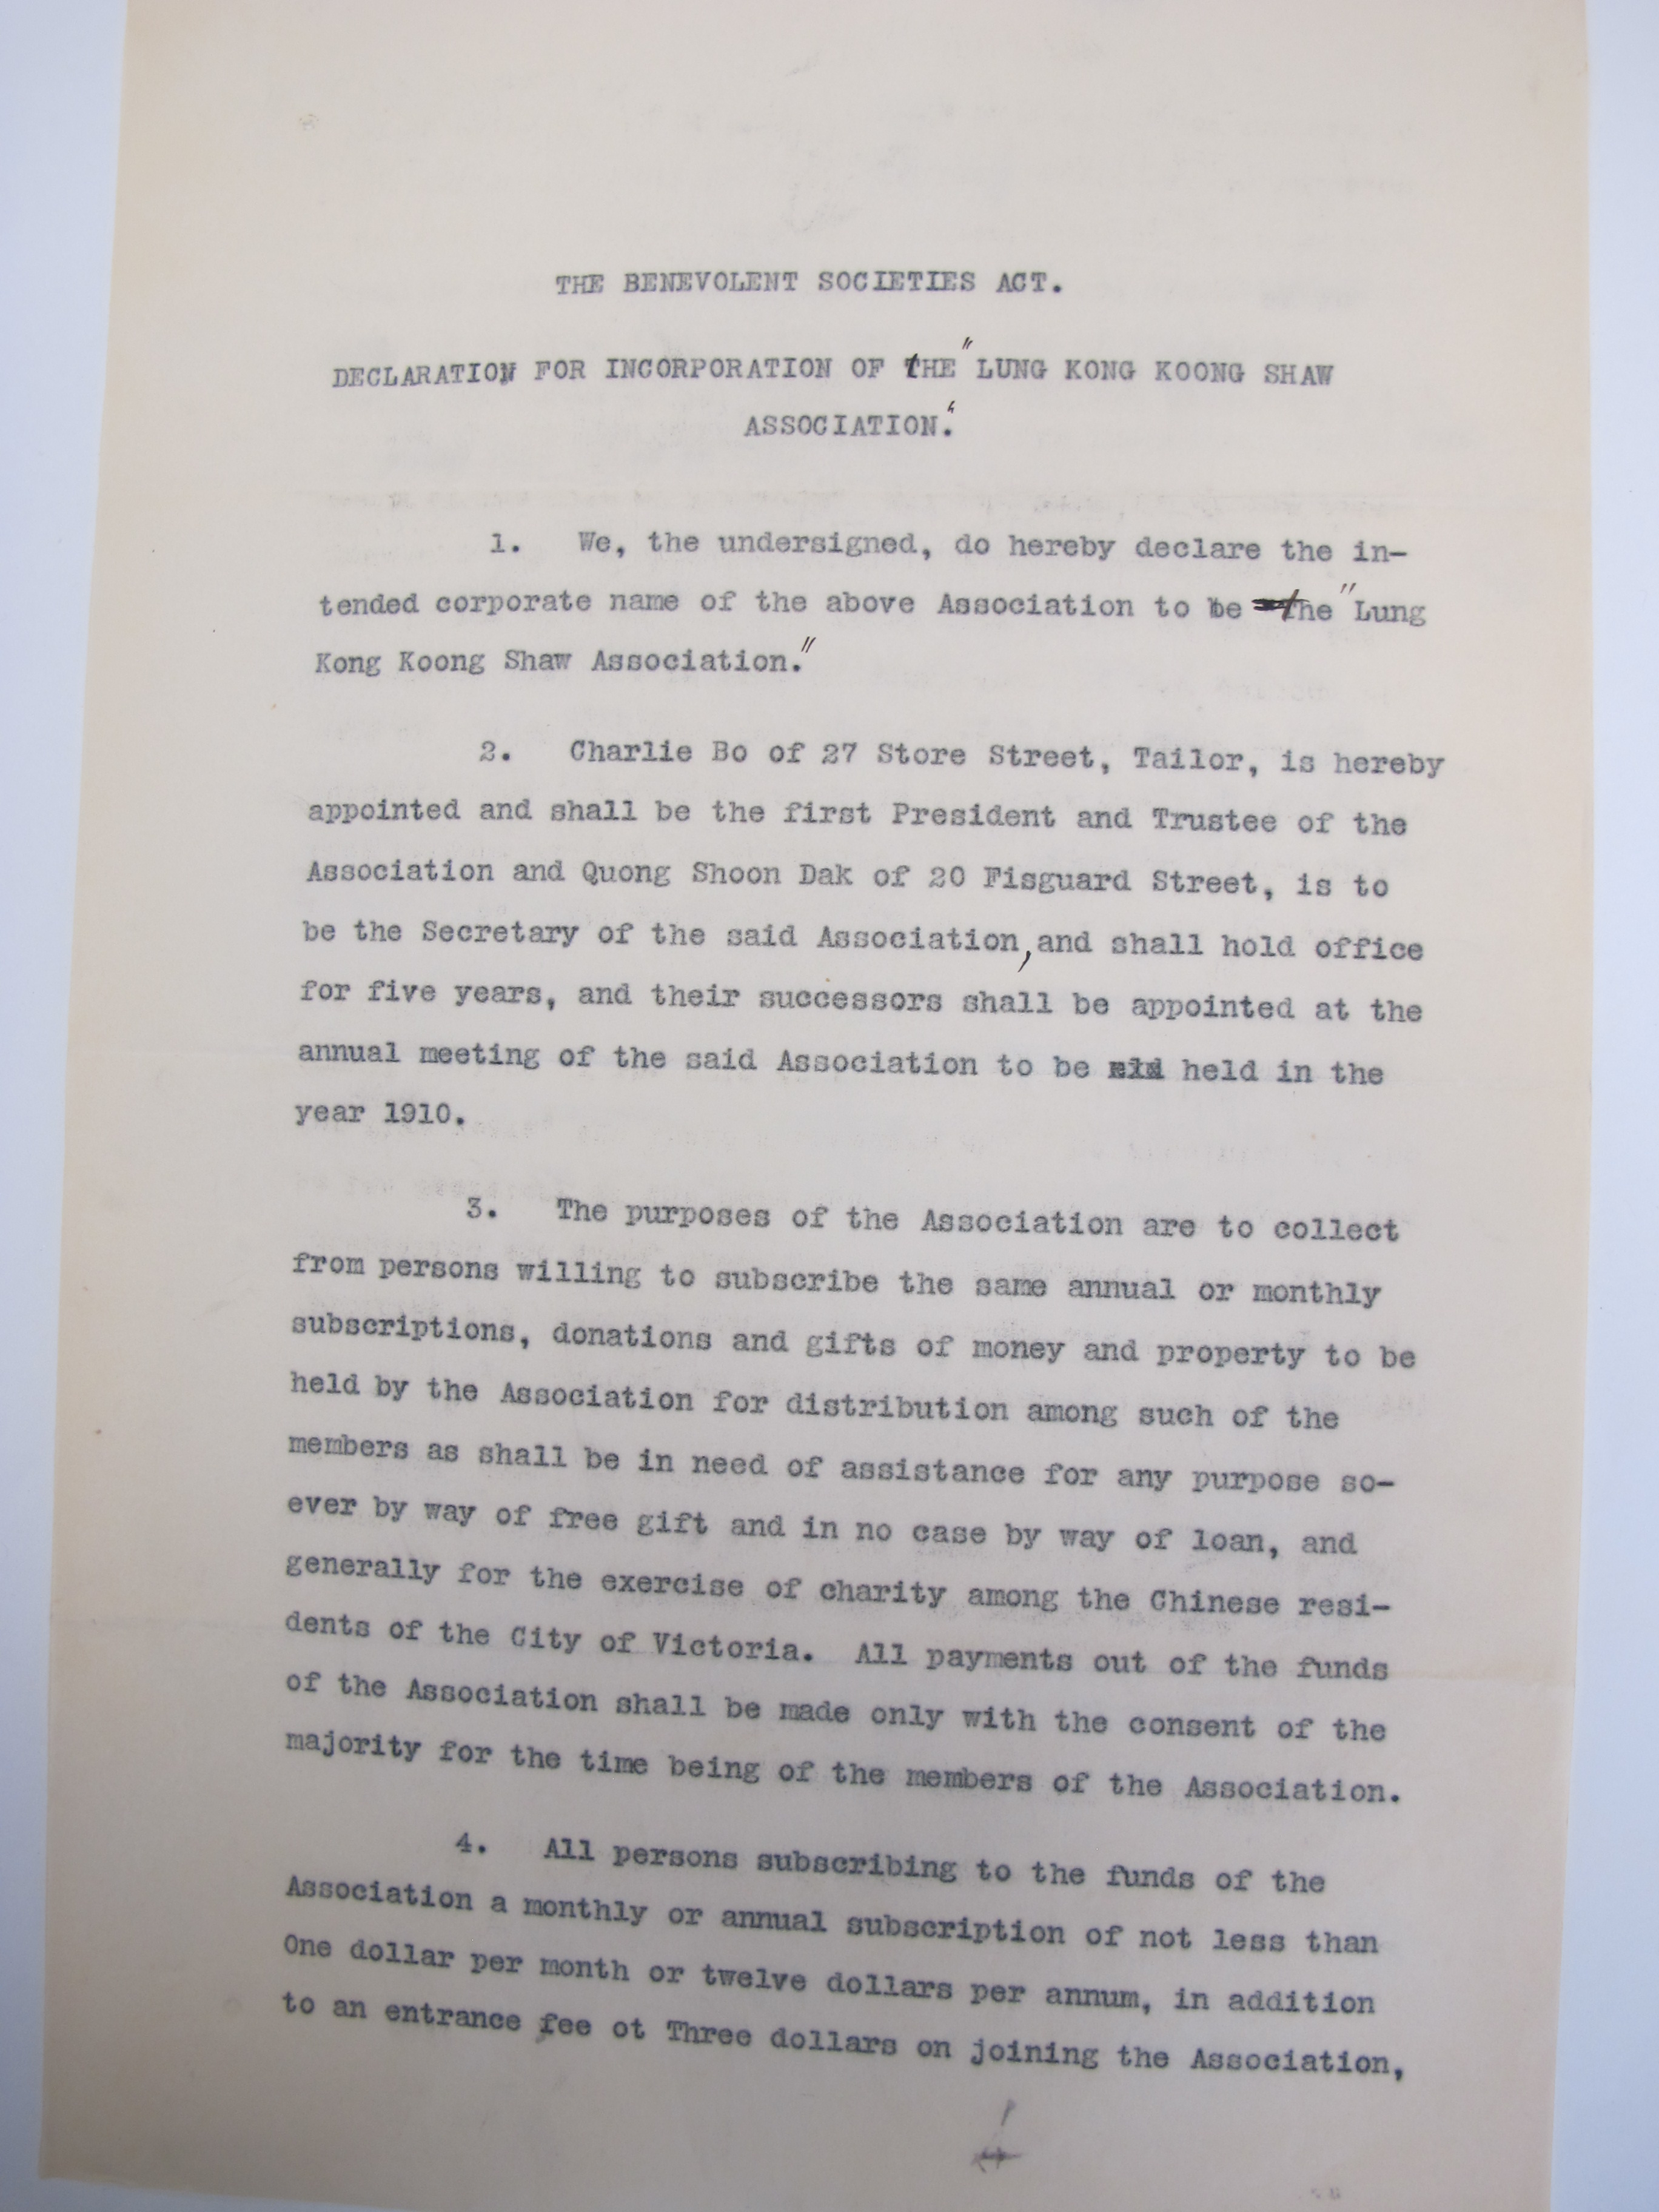 THE BENEVOLENT SOCIETIES ACT.
DECLARATION FOR INCORPORATION OF tHE "LUNG KONG KOONG SHAW
ASSOCIATION."
1. We, the undersigned, do hereby declare the in-
tended corporate name of the above Association to be the "Lung
Kong Koong Shaw Association."
2. Charlie Bo of 27 Store Street, Tailor, is hereby
appointed and shall be the first President and Trustee of the
Association and Quong Shoon Dak of 20 Fisguard Street, is to
be the Secretary of the said Association, and shall hold office
for five years, and their successors shall be appointed at the
annual meeting of the said Association to be held in the
year 1910.
3. The purposes of the Association are to collect
from persons willing to subscribe the same annual or monthly
subscriptions, donations and gifts of money and property to be
held by the Association for distribution among such of the
members as shall be in need of assistance for any purpose so-
ever by way of free gift and in no case by way of loan, and
generally for the exercise of charity among the Chinese resi-
dents of the City of Victoria. All payments out of the funds
of the Association shall be made only with the consent of the
majority for the time being of the members of the Association.
4. All persons subscribing to the funds of the
Association a monthly or annual subscription of not less than
One dollar per month or twelve dollars per annum, in addition
to an entrance fee ot Three dollars on joining the Association,